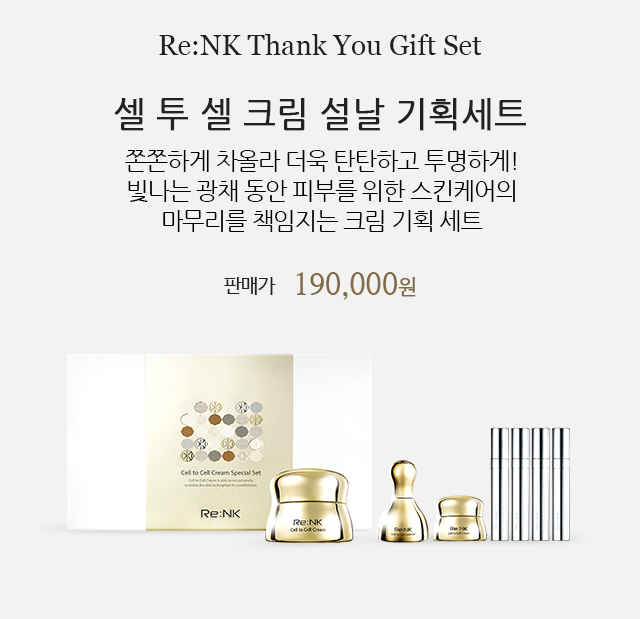 Re:NK Thank You Gift Set
셀 투 셀 크림 설날 기획세트
쫀쫀하게 차올라 더욱 탄탄하고 투명하게!
빛나는 광채 동안 피부를 위한 스킨케어의
마무리를 책임지는 크림 기획 세트
판매가 190,000원
Cell to Cell Cream Special Set
Re:NK
Re:NK
Cell to Cell Cream
Re:NK
Re:NK
Cell to Cell Cream